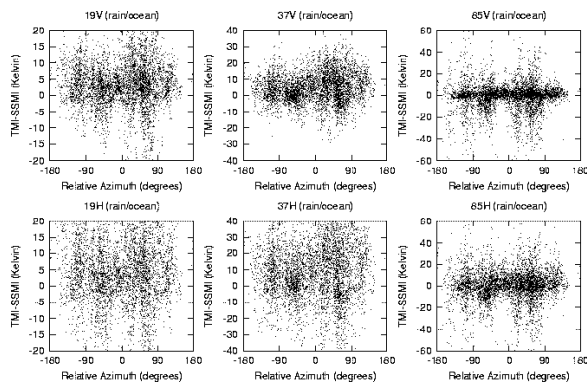 19V (rain/ocean)
37V (rain/ocean)
85V (rain/ocean)
TMI-SSMI (Kelvin)
20
15
10
5
0
-5
-10
-15
-20
-180 -90 0 90 180
Relative Azimuth (degrees)
TMI-SSMI (Kelvin)
40
30
20
10
0
-10
-20
-30
-40
-180 -90 0 90 180
Relative Azimuth (degrees)
TMI-SSMI (Kelvin)
60
40
20
0
-20
-40
-60
-180 -90 0 90 180
Relative Azimuth (degrees)
19H (rain/ocean)
37H (rain/ocean)
85H (rain/ocean)
TMI-SSMI (Kelvin)
20
15
10
5
0
-5
-10
-15
-20
-180 -90 0 90 180
Relative Azimuth (degrees)
TMI-SSMI (Kelvin)
40
30
20
10
0
-10
-20
-30
-40
-180 -90 0 90 180
Relative Azimuth (degrees)
TMI-SSMI (Kelvin)
60
40
20
0
-20
-40
-60
-180 -90 0 90 180
Relative Azimuth (degrees)